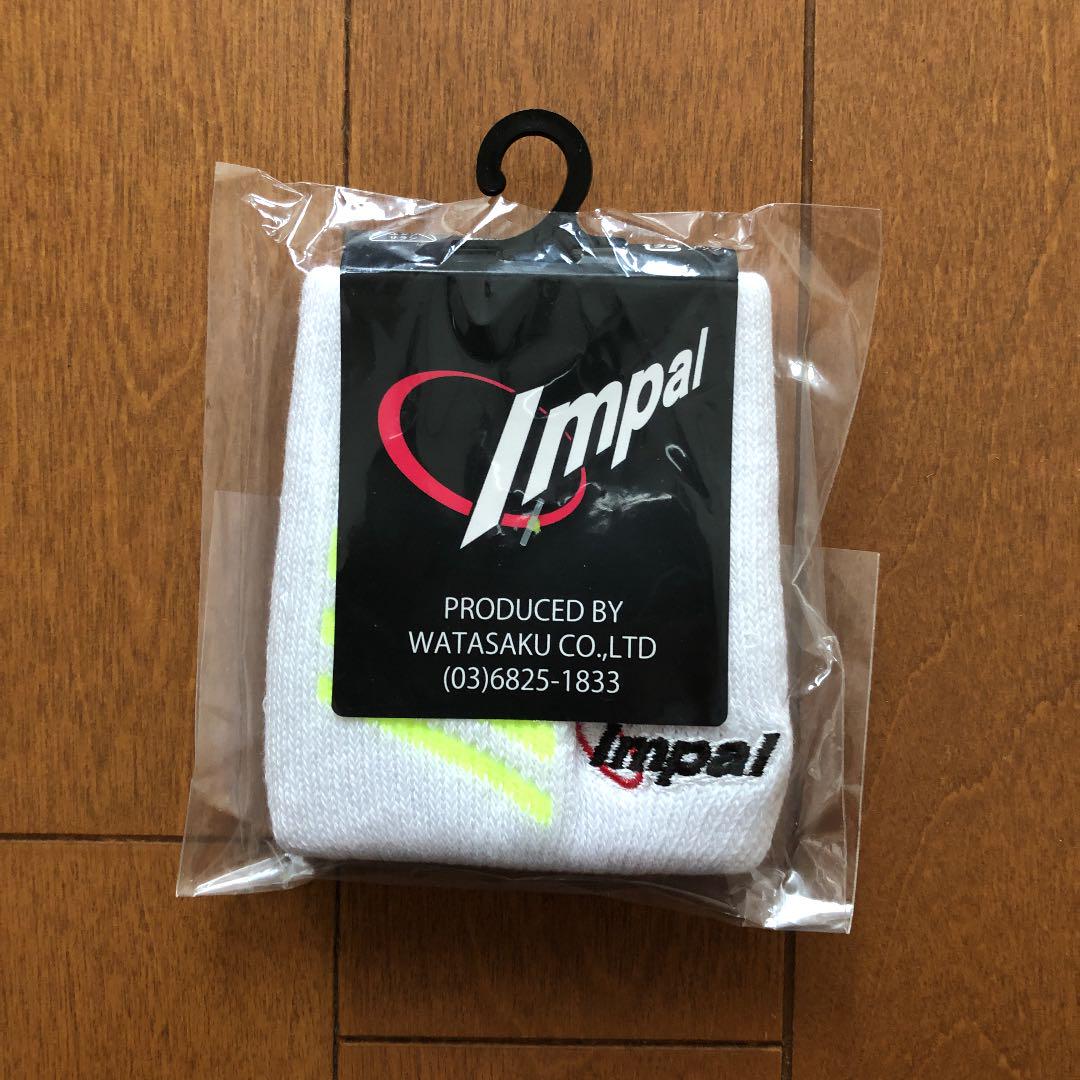 Impal
PRODUCED BY
WATASAKU CO.,LTD
(03)6825-1833
Impal